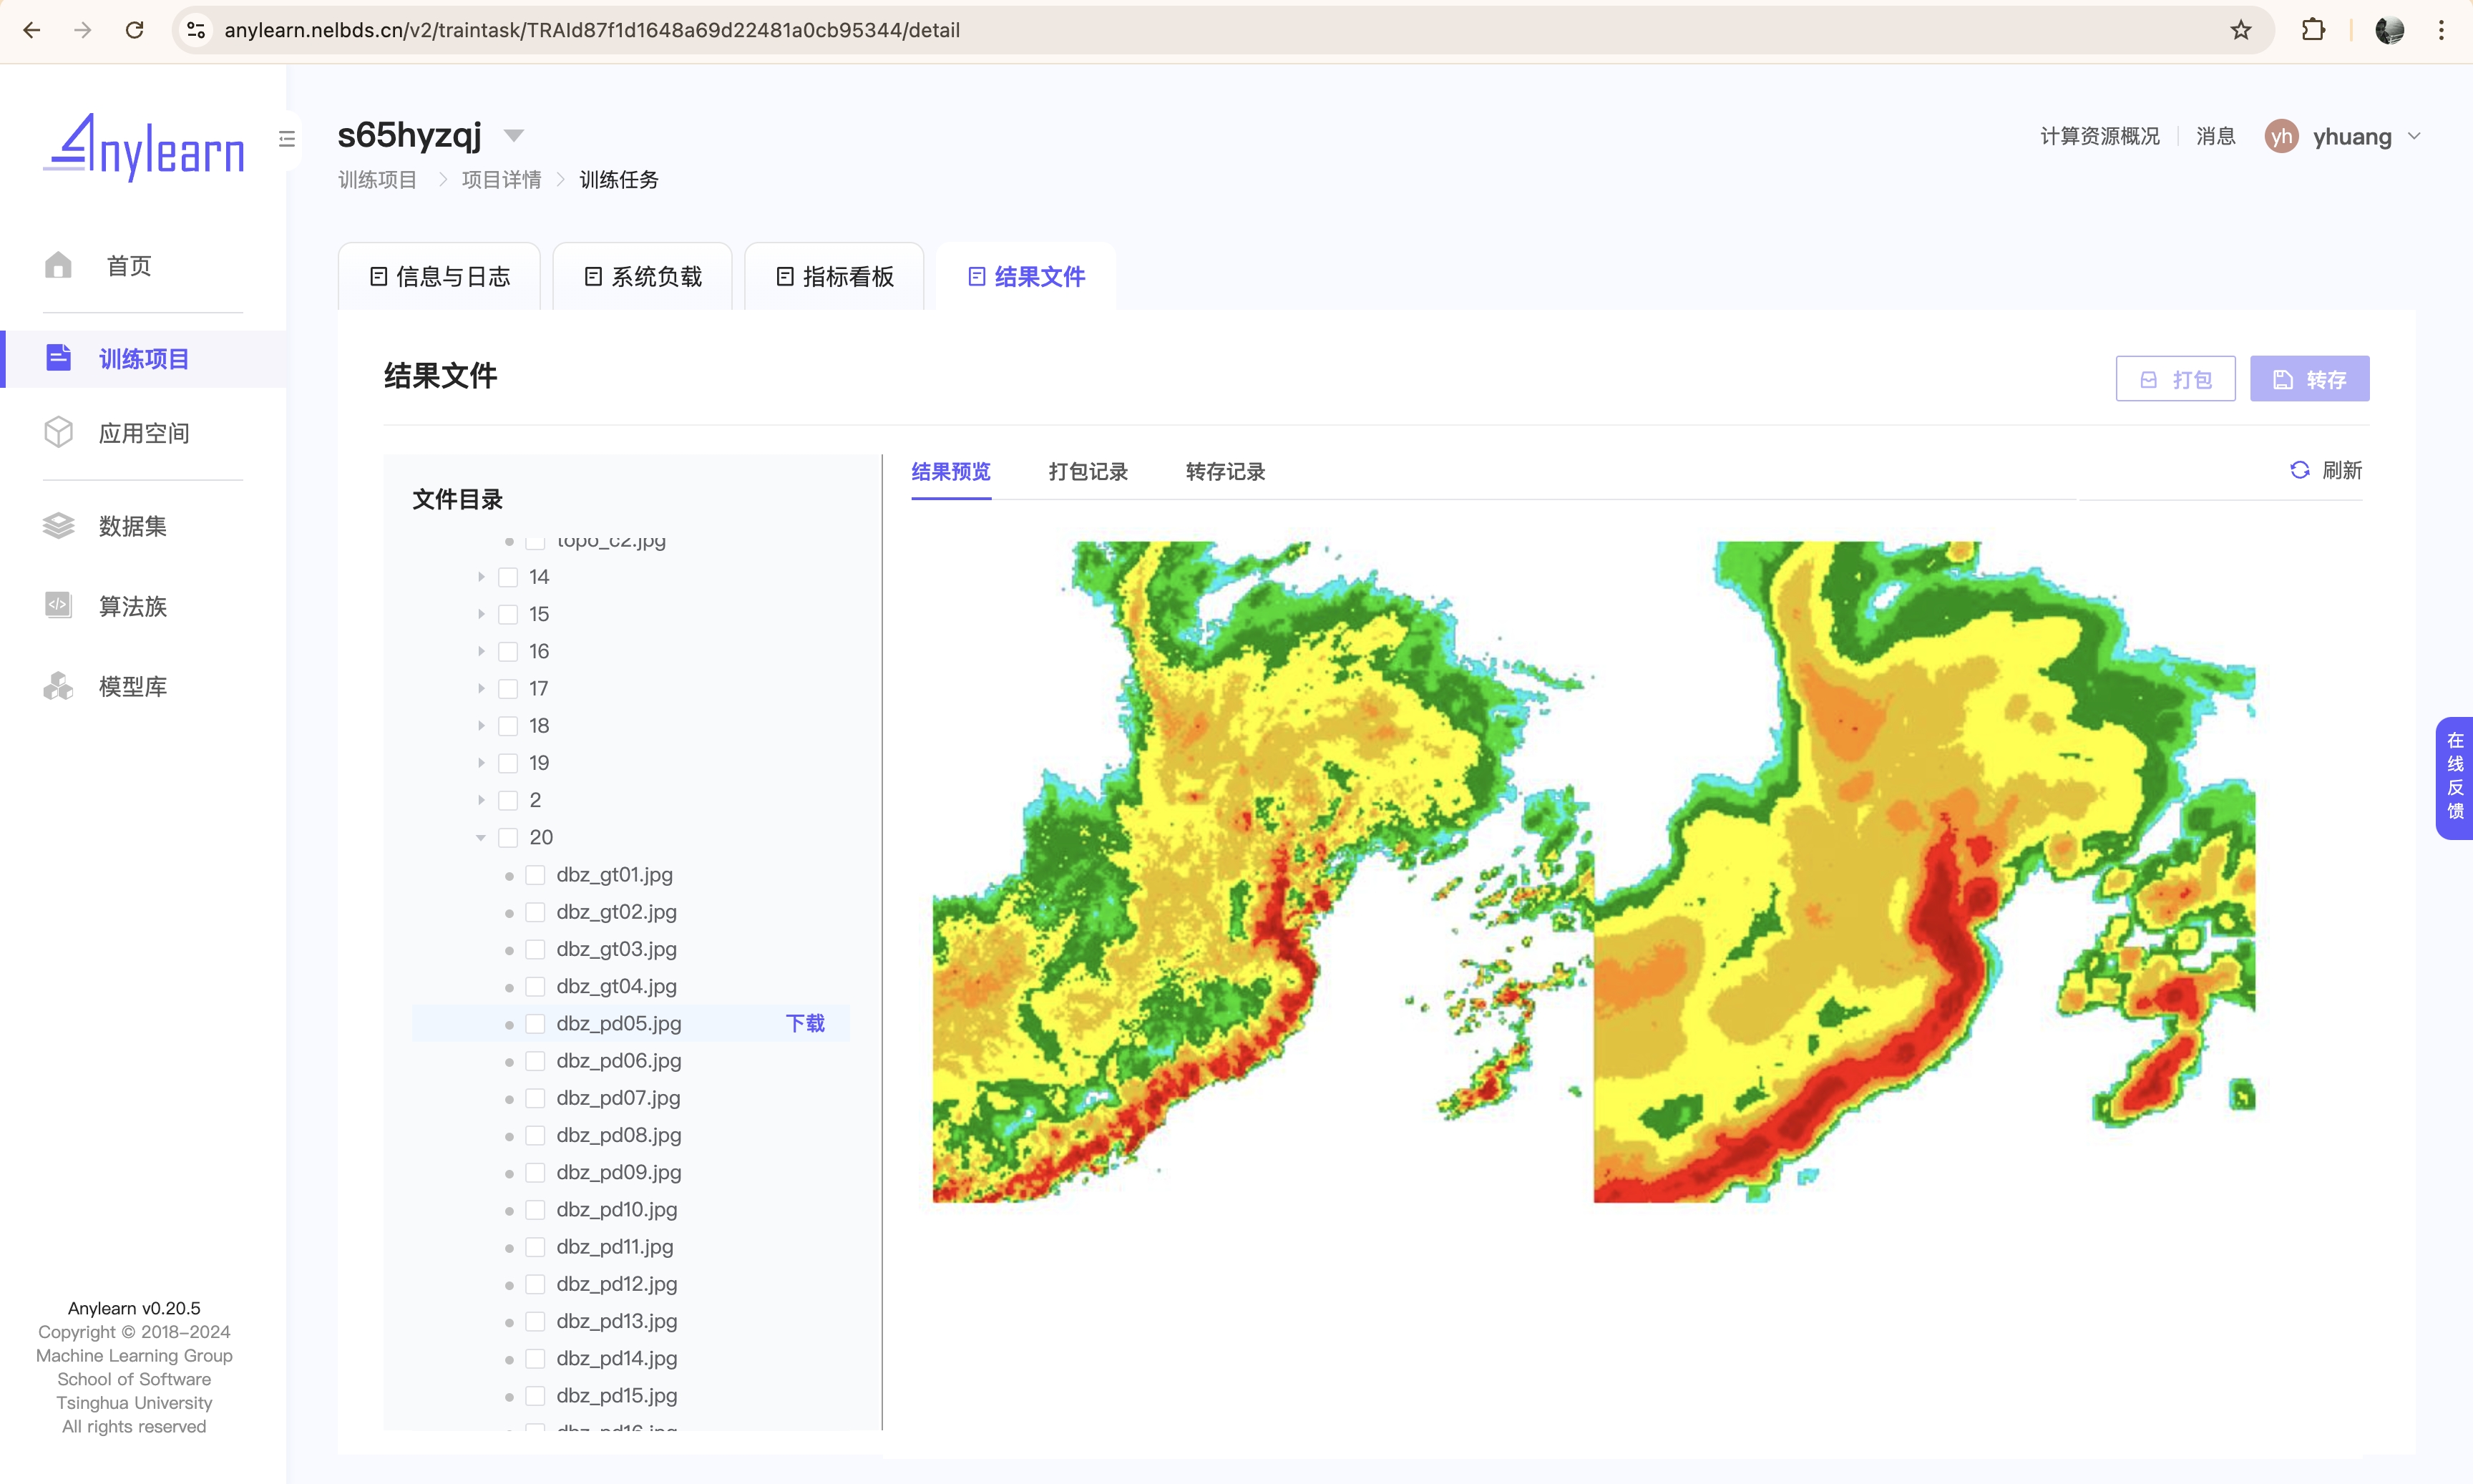 anylearn.nelbds.cn/v2/traintask/TRAId87f1d1648a69d22481a0cb95344/detail
Anylearn
s65hyzqj
计算资源概况
消息
yh
yhuang
训练项目 > 项目详情 > 训练任务
首页
训练项目
应用空间
数据集
算法族
模型库
信息与日志
系统负载
指标看板
结果文件
结果文件
打包
转存
文件目录
topo_c2.jpg
14
15
16
17
18
19
2
20
dbz_gt01.jpg
dbz_gt02.jpg
dbz_gt03.jpg
dbz_gt04.jpg
dbz_pd05.jpg 下载
dbz_pd06.jpg
dbz_pd07.jpg
dbz_pd08.jpg
dbz_pd09.jpg
dbz_pd10.jpg
dbz_pd11.jpg
dbz_pd12.jpg
dbz_pd13.jpg
dbz_pd14.jpg
dbz_pd15.jpg
dbz_pd16.jpg
结果预览
打包记录
转存记录
刷新
在线反馈
Anylearn v0.20.5
Copyright © 2018-2024
Machine Learning Group
School of Software
Tsinghua University
All rights reserved